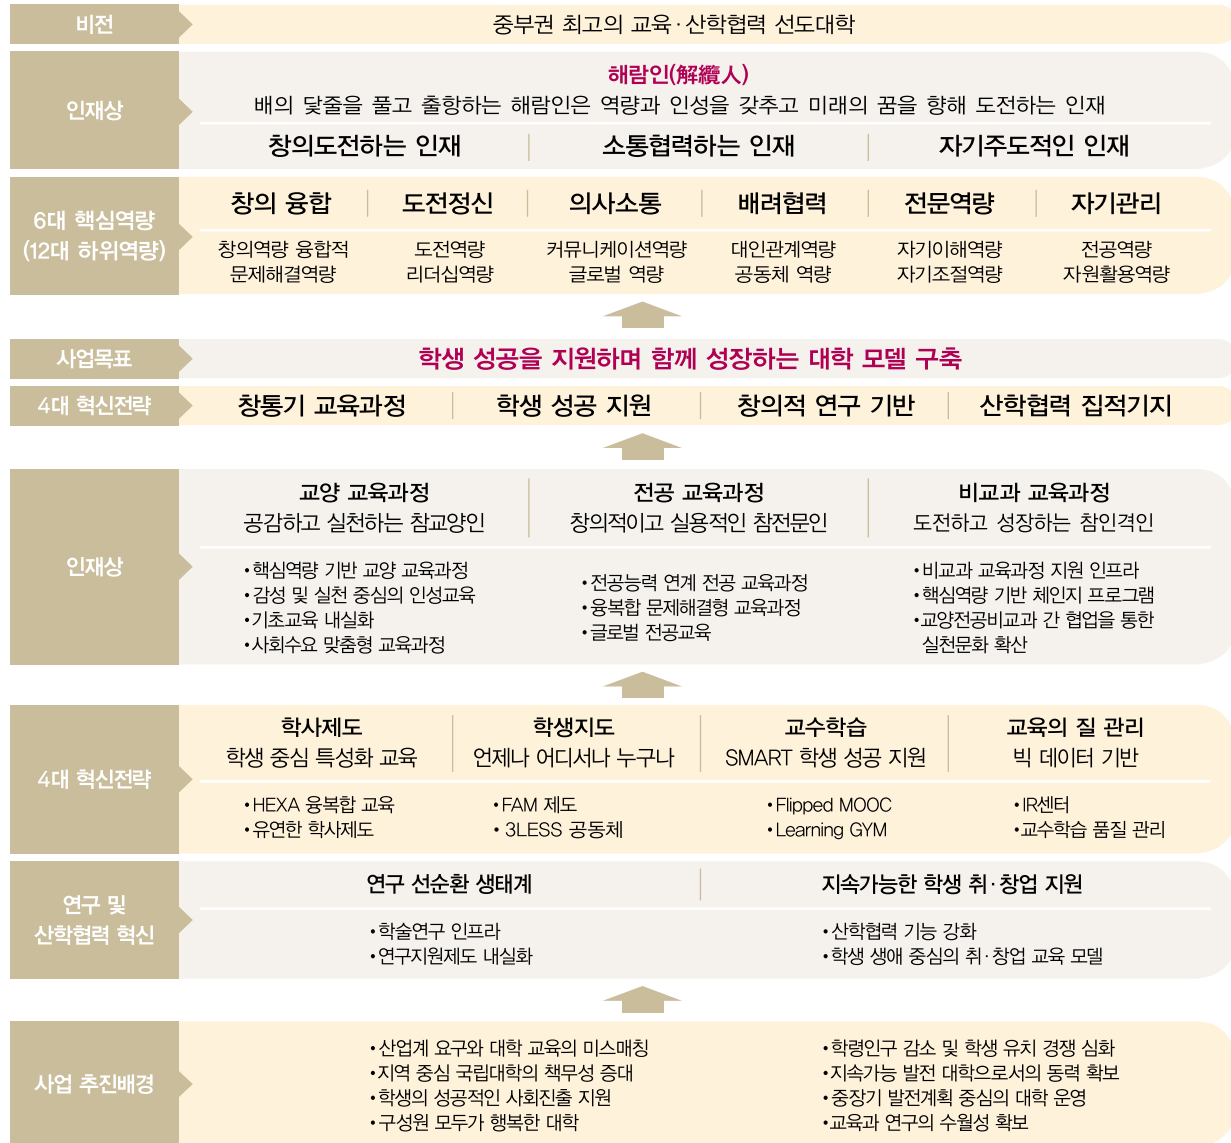 비전
중부권 최고의 교육·산학협력 선도대학
인재상
해람인(解纜人)
배의 닻줄을 풀고 출항하는 해람인은 역량과 인성을 갖추고 미래의 꿈을 향해 도전하는 인재
창의도전하는 인재
소통협력하는 인재
자기주도적인 인재
6대 핵심역량
(12대 하위역량)
창의 융합
도전정신
의사소통
배려협력
전문역량
자기관리
창의역량 융합적
문제해결역량
도전역량
리더십역량
커뮤니케이션역량
글로벌 역량
대인관계역량
공동체 역량
자기이해역량
자기조절역량
전공역량
자원활용역량
사업목표
학생 성공을 지원하며 함께 성장하는 대학 모델 구축
4대 혁신전략
창통기 교육과정
학생 성공 지원
창의적 연구 기반
산학협력 집적기지
인재상
교양 교육과정
공감하고 실천하는 참교양인
•핵심역량 기반 교양 교육과정
•감성 및 실천 중심의 인성교육
•기초교육 내실화
•사회수요 맞춤형 교육과정
전공 교육과정
창의적이고 실용적인 참전문인
•전공능력 연계 전공 교육과정
•융복합 문제해결형 교육과정
•글로벌 전공교육
비교과 교육과정
도전하고 성장하는 참인격인
•비교과 교육과정 지원 인프라
•핵심역량 기반 체인지 프로그램
•교양전공비교과 간 협업을 통한
실천문화 확산
4대 혁신전략
학사제도
학생 중심 특성화 교육
•HEXA 융복합 교육
•유연한 학사제도
학생지도
언제나 어디서나 누구나
•FAM 제도
•3LESS 공동체
교수학습
SMART 학생 성공 지원
•Flipped MOOC
•Learning GYM
교육의 질 관리
빅 데이터 기반
•IR센터
•교수학습 품질 관리
연구 및
산학협력 혁신
연구 선순환 생태계
•학술연구 인프라
•연구지원제도 내실화
지속가능한 학생 취·창업 지원
•산학협력 기능 강화
•학생 생애 중심의 취·창업 교육 모델
사업 추진배경
•산업계 요구와 대학 교육의 미스매칭
•지역 중심 국립대학의 책무성 증대
•학생의 성공적인 사회진출 지원
•구성원 모두가 행복한 대학
•학령인구 감소 및 학생 유치 경쟁 심화
•지속가능 발전 대학으로서의 동력 확보
•중장기 발전계획 중심의 대학 운영
•교육과 연구의 수월성 확보